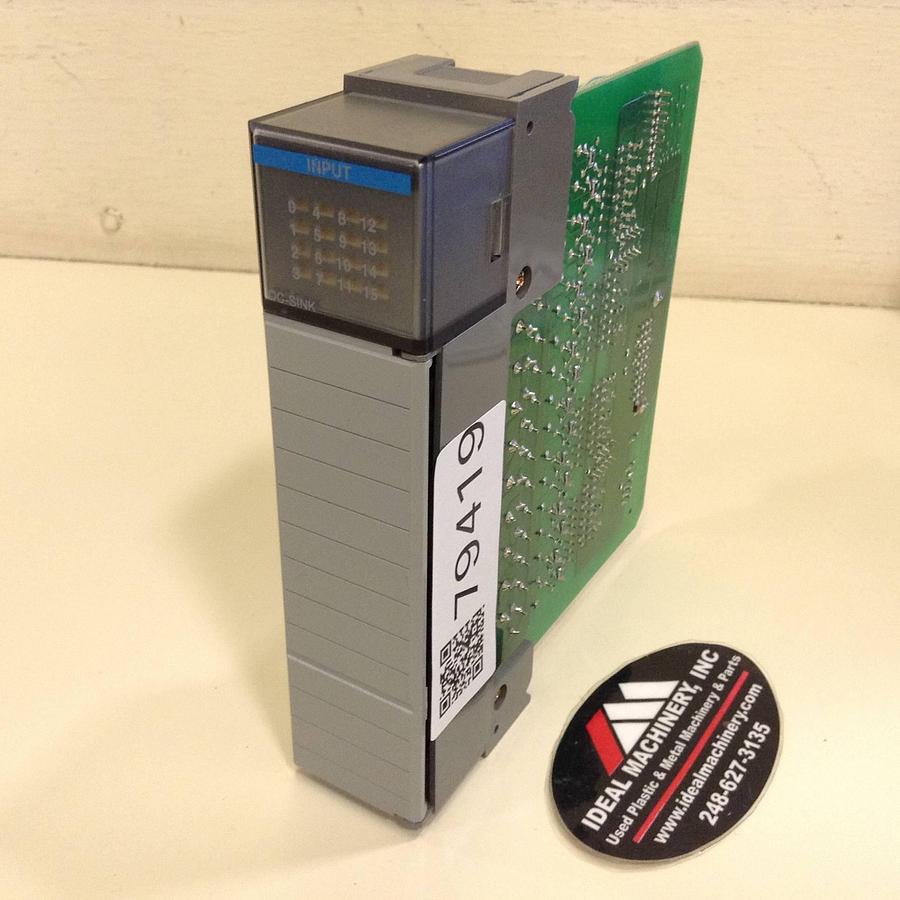 INPUT
0 4 8 12
1 5 9 13
2 6 10 14
3 7 11 15
DC-SINK
79419
IDEAL MACHINERY, INC
Used Plastic & Metal Machinery & Parts
www.idealmachinery.com
248-627-3135